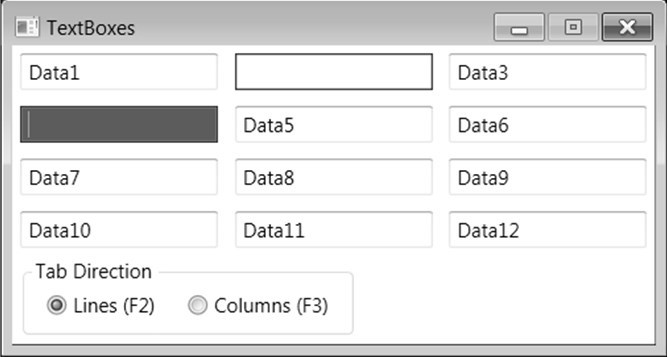 TextBoxes
Data1 Data3
Data5 Data6
Data7 Data8 Data9
Data10 Data11 Data12
Tab Direction
Lines (F2) Columns (F3)